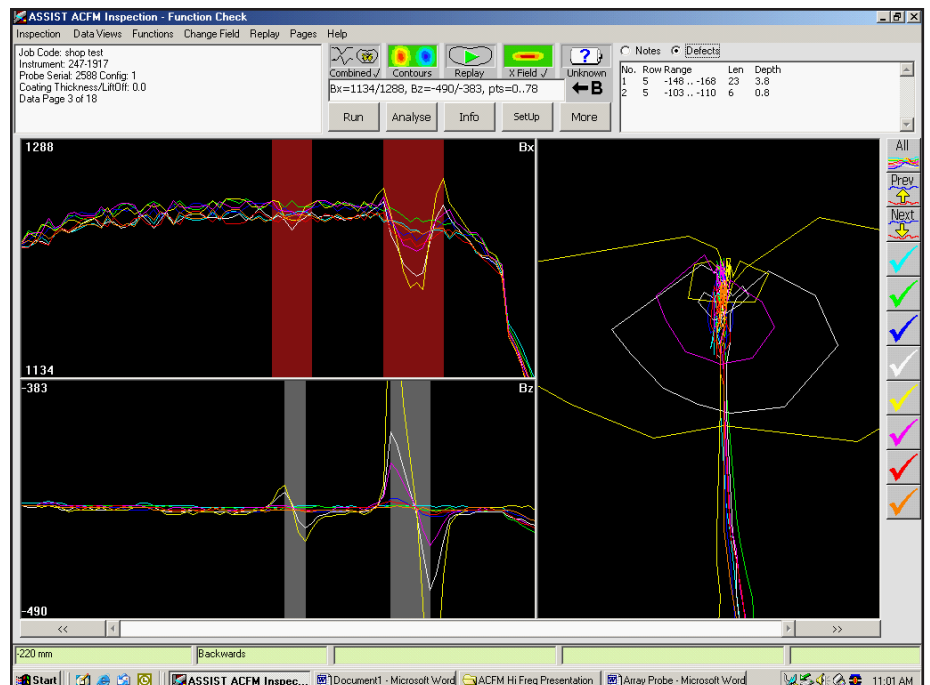 ASSIST ACFM Inspection - Function Check
Inspection Data Views Functions Change Field Replay Pages Help
Job Code: shop test
Instrument: 247-1917
Probe Serial: 2588 Config: 1
Coating Thickness/LiftOff: 0.0
Data Page 3 of 18
Combined √ Contours Replay X Field √ Unknown
Bx=1134/1288, Bz=-490/-383, pts=0..78
B
Run Analyse Info SetUp More
Notes Defects
No. Row Range Len Depth
1 5 -148 .. -168 23 3.8
2 5 -103 .. -110 6 0.8
1288 Bx
1134
-383 Bz
-490
All
Prev
Next
<< >>
-220 mm Backwards
Start ASSIST ACFM Inspec... Document1 - Microsoft Word ACFM Hi Freq Presentation Array Probe - Microsoft Word 11:01 AM